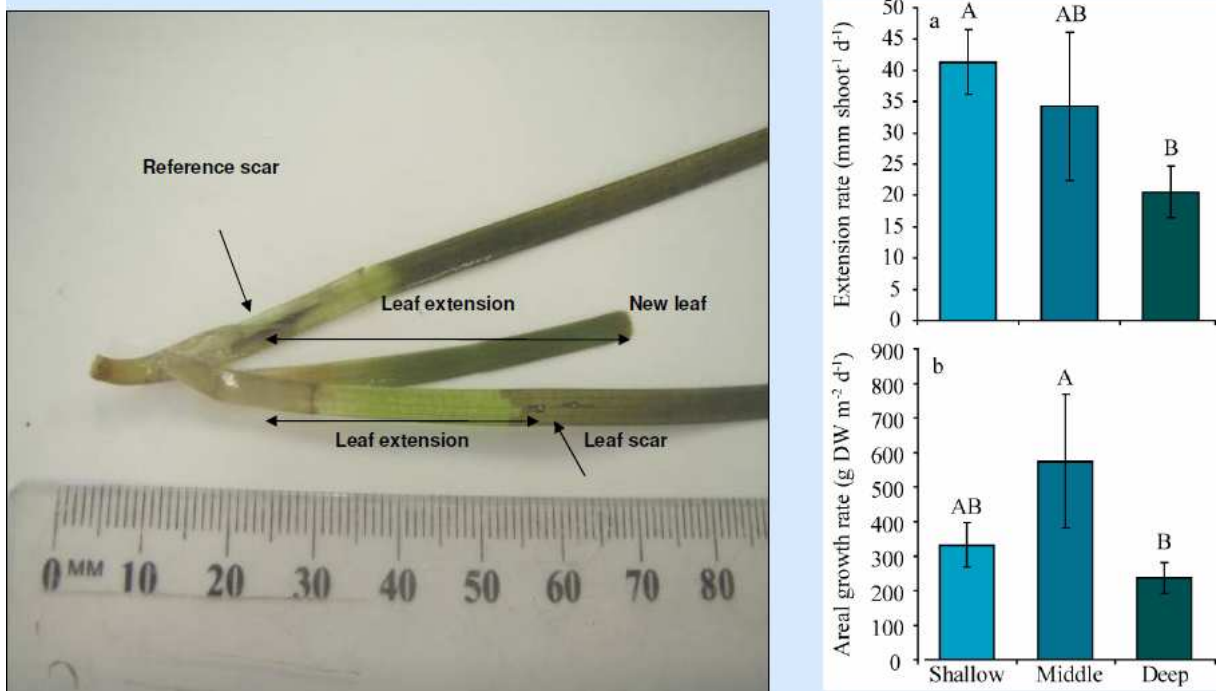 Reference scar
Leaf extension
New leaf
Leaf extension
Leaf scar
0 MM 10 20 30 40 50 60 70 80
a
A
AB
B
Extension rate (mm shoot⁻¹ d⁻¹)
50
45
40
35
30
25
20
15
10
5
0
b
AB
A
B
Areal growth rate (g DW m⁻² d⁻¹)
900
800
700
600
500
400
300
200
100
0
Shallow Middle Deep